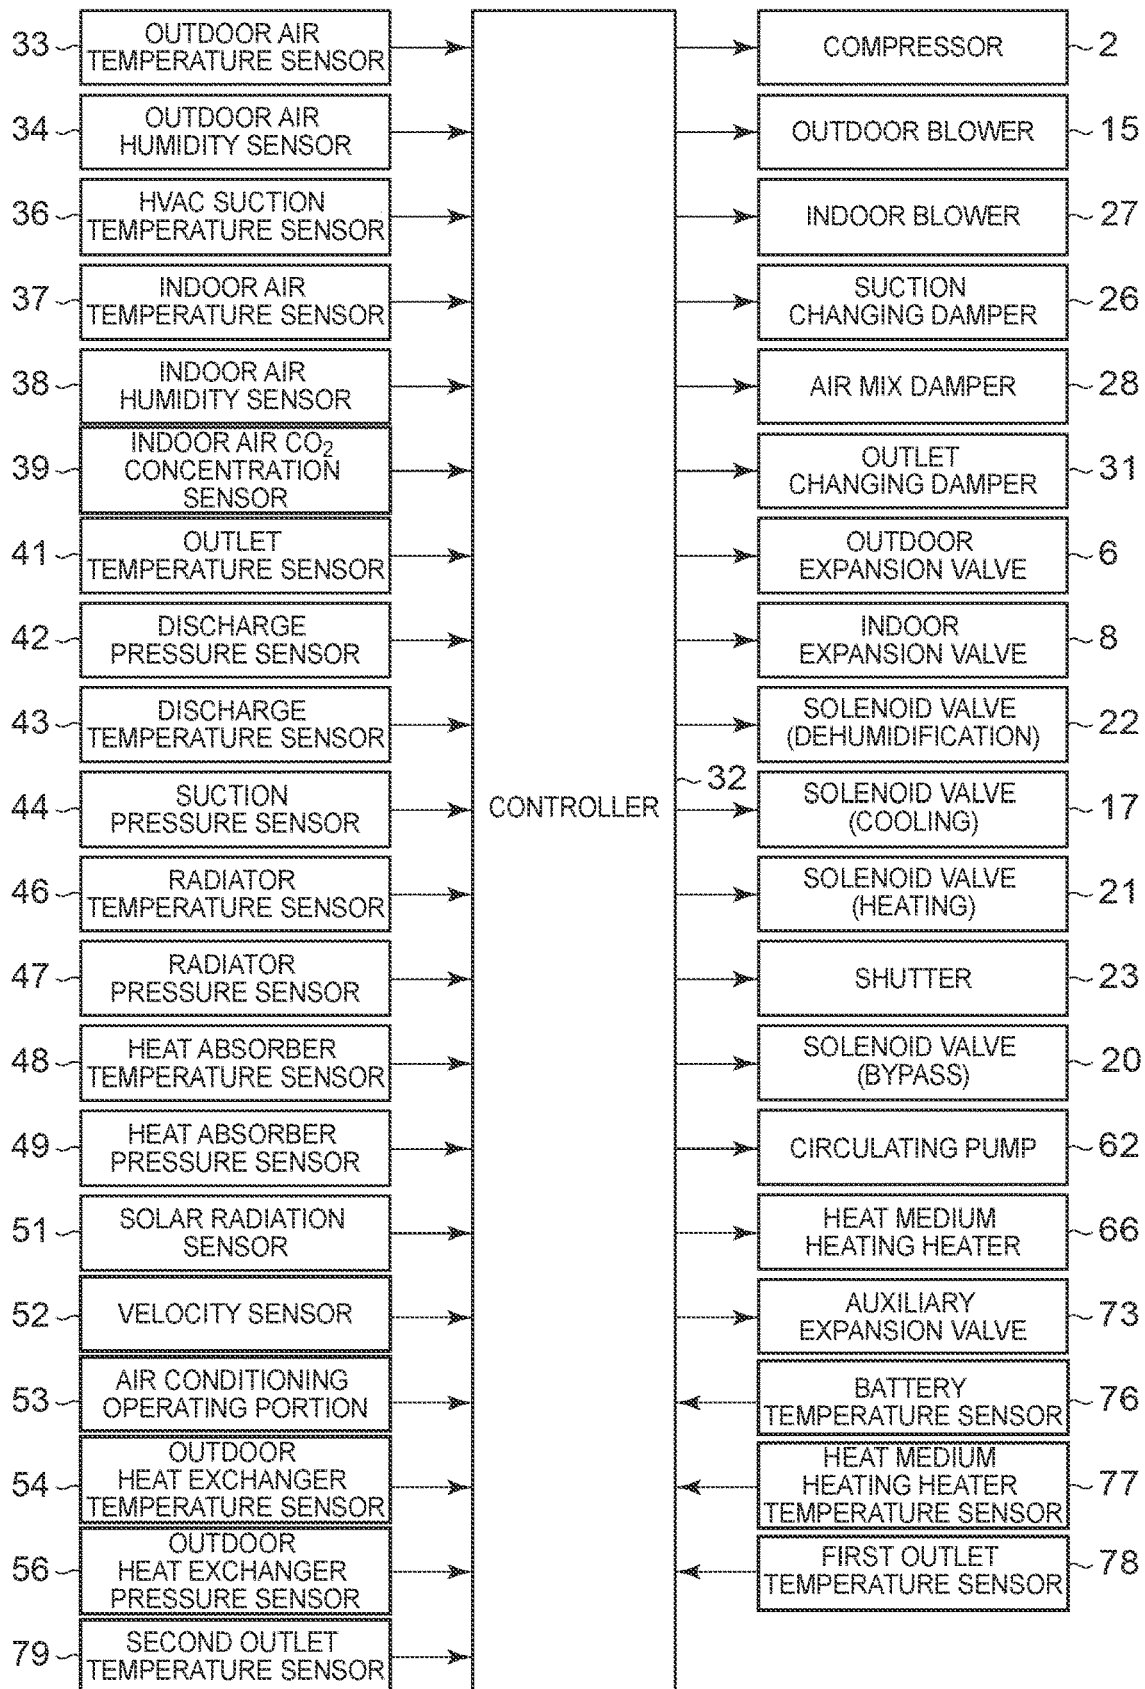 33
OUTDOOR AIR
TEMPERATURE SENSOR
34
OUTDOOR AIR
HUMIDITY SENSOR
36
HVAC SUCTION
TEMPERATURE SENSOR
37
INDOOR AIR
TEMPERATURE SENSOR
38
INDOOR AIR
HUMIDITY SENSOR
39
INDOOR AIR CO2
CONCENTRATION
SENSOR
41
OUTLET
TEMPERATURE SENSOR
42
DISCHARGE
PRESSURE SENSOR
43
DISCHARGE
TEMPERATURE SENSOR
44
SUCTION
PRESSURE SENSOR
46
RADIATOR
TEMPERATURE SENSOR
47
RADIATOR
PRESSURE SENSOR
48
HEAT ABSORBER
TEMPERATURE SENSOR
49
HEAT ABSORBER
PRESSURE SENSOR
51
SOLAR RADIATION
SENSOR
52
VELOCITY SENSOR
53
AIR CONDITIONING
OPERATING PORTION
54
OUTDOOR
HEAT EXCHANGER
TEMPERATURE SENSOR
56
OUTDOOR
HEAT EXCHANGER
PRESSURE SENSOR
79
SECOND OUTLET
TEMPERATURE SENSOR
CONTROLLER
32
COMPRESSOR
2
OUTDOOR BLOWER
15
INDOOR BLOWER
27
SUCTION
CHANGING DAMPER
26
AIR MIX DAMPER
28
OUTLET
CHANGING DAMPER
31
OUTDOOR
EXPANSION VALVE
6
INDOOR
EXPANSION VALVE
8
SOLENOID VALVE
(DEHUMIDIFICATION)
22
SOLENOID VALVE
(COOLING)
17
SOLENOID VALVE
(HEATING)
21
SHUTTER
23
SOLENOID VALVE
(BYPASS)
20
CIRCULATING PUMP
62
HEAT MEDIUM
HEATING HEATER
66
AUXILIARY
EXPANSION VALVE
73
BATTERY
TEMPERATURE SENSOR
76
HEAT MEDIUM
HEATING HEATER
TEMPERATURE SENSOR
77
FIRST OUTLET
TEMPERATURE SENSOR
78